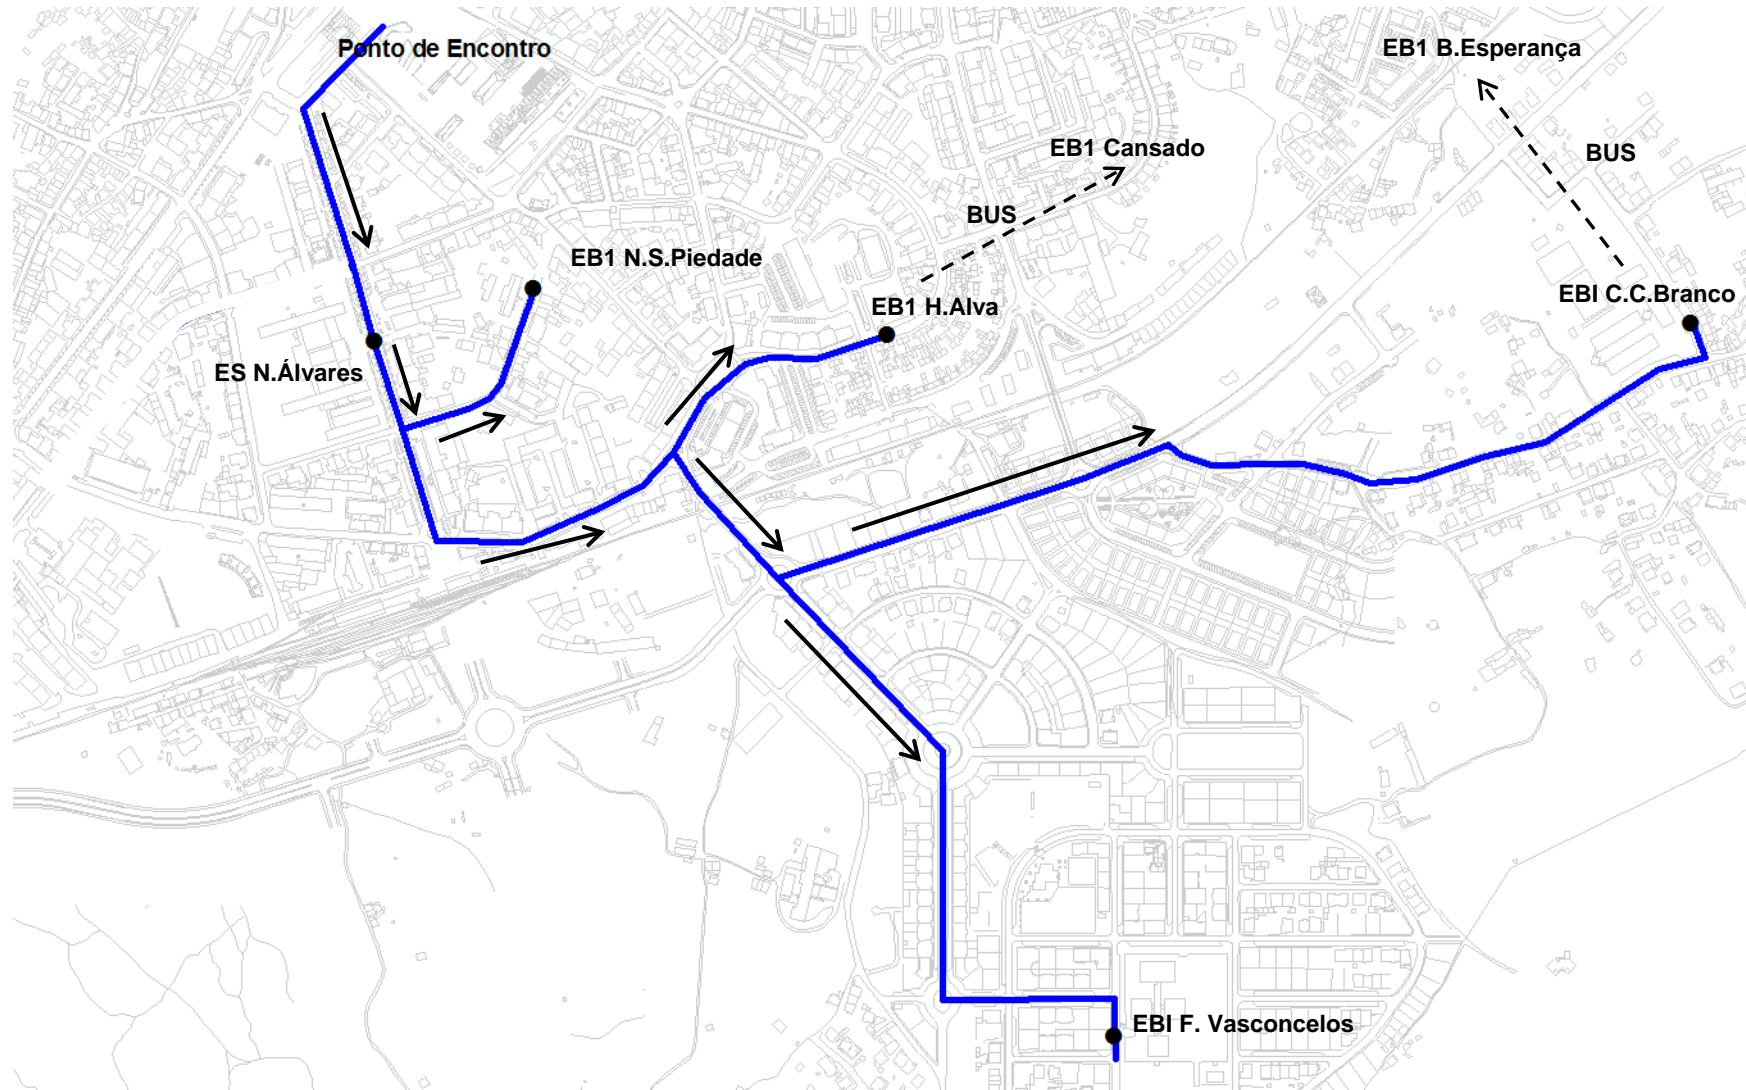 Ponto de Encontro
EB1 B.Esperança
EB1 Cansado
BUS
BUS
EB1 N.S.Piedade
EB1 H.Alva
EBI C.C.Branco
ES N.Álvares
EBI F. Vasconcelos